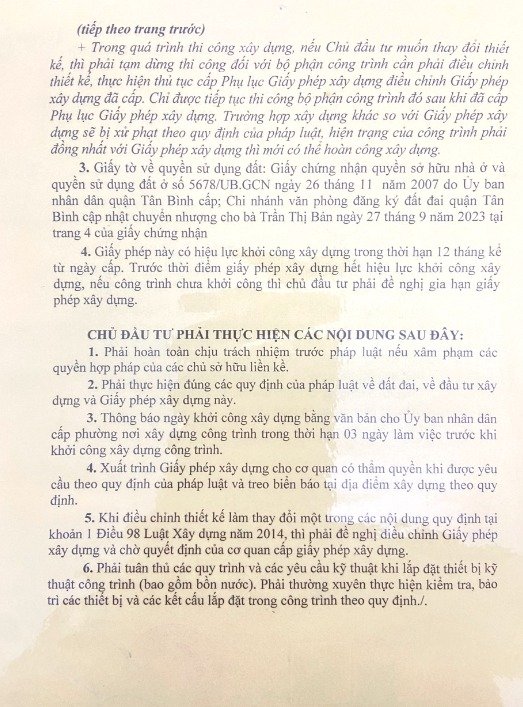 (tiếp theo trang trước)
+ Trong quá trình thi công xây dựng, nếu Chủ đầu tư muốn thay đổi thiết
kế, thì phải tạm dừng thi công đối với bộ phận công trình cần phải điều chỉnh
thiết kế, thực hiện thủ tục cấp Phụ lục Giấy phép xây dựng điều chỉnh Giấy phép
xây dựng đã cấp. Chỉ được tiếp tục thi công bộ phận công trình đó sau khi đã cấp
Phụ lục Giấy phép xây dựng. Trường hợp xây dựng khác so với Giấy phép xây
dựng sẽ bị xử phạt theo quy định của pháp luật, hiện trạng của công trình phải
đồng nhất với Giấy phép xây dựng thì mới có thể hoàn công xây dựng.
3. Giấy tờ về quyền sử dụng đất: Giấy chứng nhận quyền sở hữu nhà ở và
quyền sử dụng đất ở số 5678/UB.GCN ngày 26 tháng 11 năm 2007 do Ủy ban
nhân dân quận Tân Bình cấp; Chi nhánh văn phòng đăng ký đất đai quận Tân
Bình cập nhật chuyển nhượng cho bà Trần Thị Bản ngày 27 tháng 9 năm 2023 tại
trang 4 của giấy chứng nhận
4. Giấy phép này có hiệu lực khởi công xây dựng trong thời hạn 12 tháng kể
từ ngày cấp. Trước thời điểm giấy phép xây dựng hết hiệu lực khởi công xây
dựng, nếu công trình chưa khởi công thì chủ đầu tư phải đề nghị gia hạn giấy
phép xây dựng.
CHỦ ĐẦU TƯ PHẢI THỰC HIỆN CÁC NỘI DUNG SAU ĐÂY:
1. Phải hoàn toàn chịu trách nhiệm trước pháp luật nếu xâm phạm các
quyền hợp pháp của các chủ sở hữu liền kề.
2. Phải thực hiện đúng các quy định của pháp luật về đất đai, về đầu tư xây
dựng và Giấy phép xây dựng này.
3. Thông báo ngày khởi công xây dựng bằng văn bản cho Ủy ban nhân dân
cấp phường nơi xây dựng công trình trong thời hạn 03 ngày làm việc trước khi
khởi công xây dựng công trình.
4. Xuất trình Giấy phép xây dựng cho cơ quan có thẩm quyền khi được yêu
cầu theo quy định của pháp luật và treo biển báo tại địa điểm xây dựng theo quy
định.
5. Khi điều chỉnh thiết kế làm thay đổi một trong các nội dung quy định tại
khoản 1 Điều 98 Luật Xây dựng năm 2014, thì phải đề nghị điều chỉnh Giấy phép
xây dựng và chờ quyết định của cơ quan cấp giấy phép xây dựng.
6. Phải tuân thủ các quy trình và các yêu cầu kỹ thuật khi lắp đặt thiết bị kỹ
thuật công trình (bao gồm bồn nước). Phải thường xuyên thực hiện kiểm tra, bảo
trì các thiết bị và các kết cấu lắp đặt trong công trình theo quy định./.